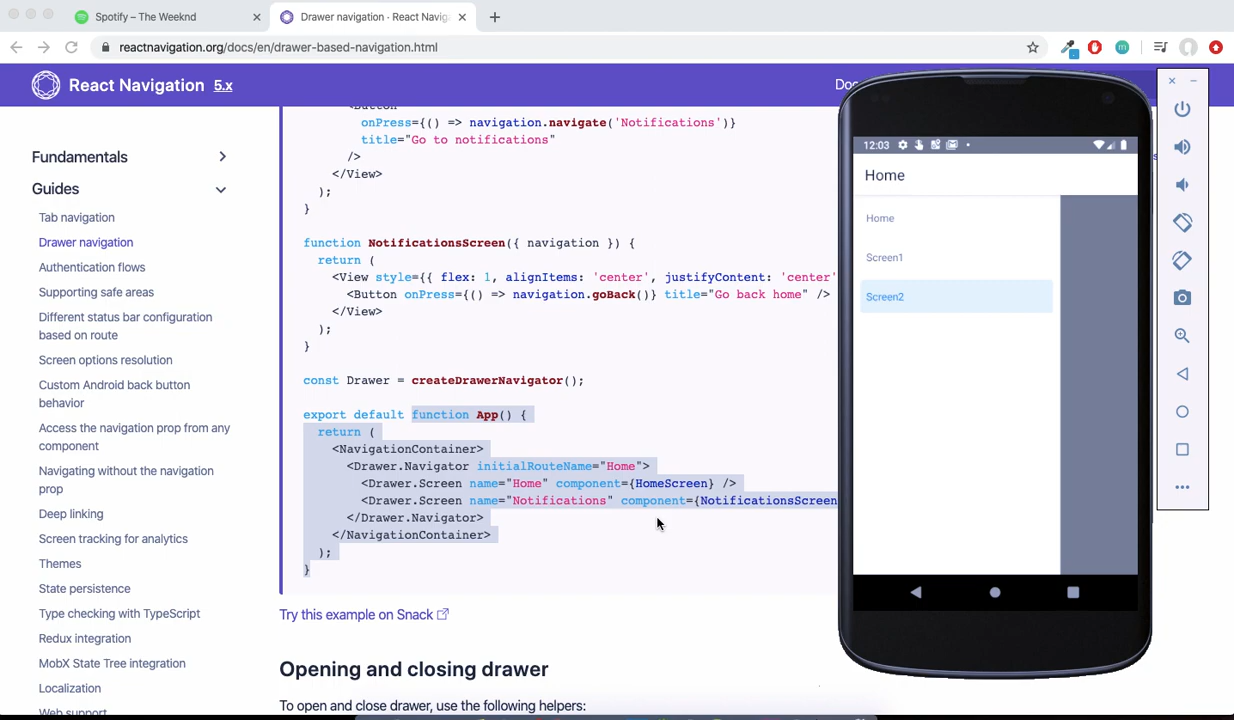 Spotify – The Weeknd
Drawer navigation · React Navig
reactnavigation.org/docs/en/drawer-based-navigation.html
React Navigation 5.x
Doc
Fundamentals
Guides
Tab navigation
Drawer navigation
Authentication flows
Supporting safe areas
Different status bar configuration
based on route
Screen options resolution
Custom Android back button
behavior
Access the navigation prop from any
component
Navigating without the navigation
prop
Deep linking
Screen tracking for analytics
Themes
State persistence
Type checking with TypeScript
Redux integration
MobX State Tree integration
Localization
Web support
<Button
onPress={() => navigation.navigate('Notifications')}
title="Go to notifications"
/>
</View>
);
}
function NotificationsScreen({ navigation }) {
return (
<View style={{ flex: 1, alignItems: 'center', justifyContent: 'center'
<Button onPress={() => navigation.goBack()} title="Go back home" />
</View>
);
}
const Drawer = createDrawerNavigator();
export default function App() {
return (
<NavigationContainer>
<Drawer.Navigator initialRouteName="Home">
<Drawer.Screen name="Home" component={HomeScreen} />
<Drawer.Screen name="Notifications" component={NotificationsScreen
</Drawer.Navigator>
</NavigationContainer>
);
}
Try this example on Snack
Opening and closing drawer
To open and close drawer, use the following helpers:
12:03
Home
Home
Screen1
Screen2